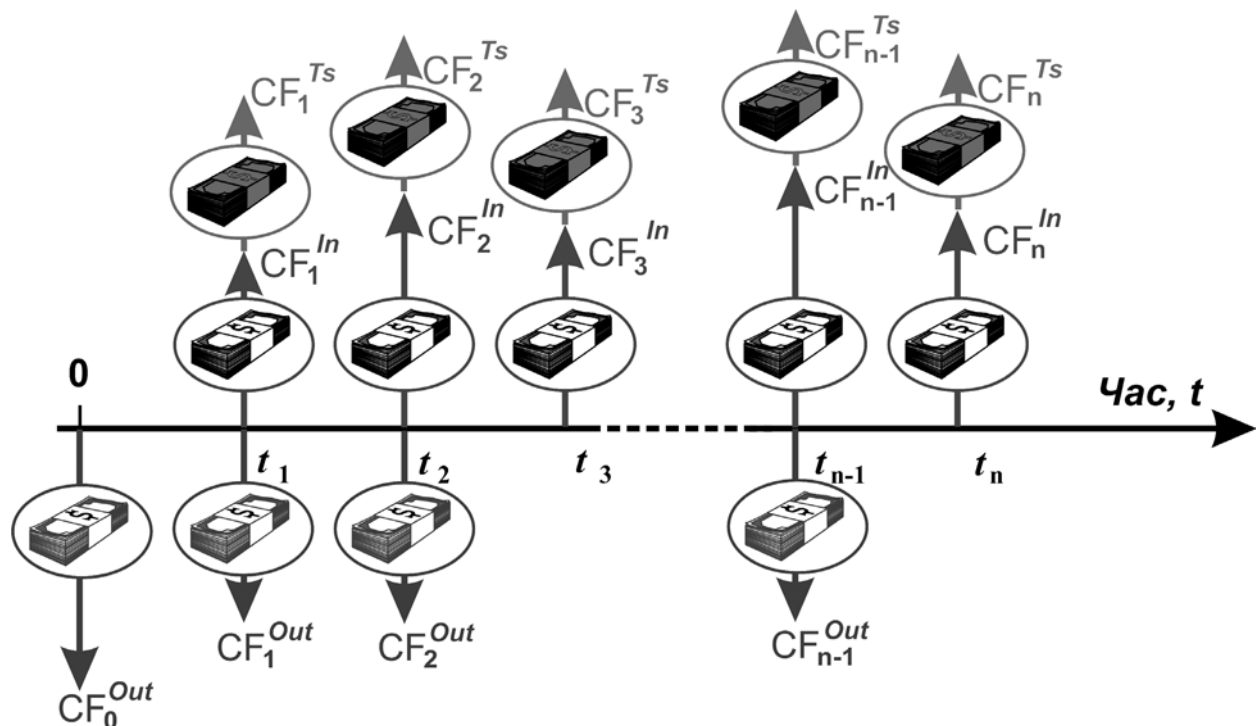 CF₁ᵀˢ CF₂ᵀˢ CF₃ᵀˢ CFₙ₋₁ᵀˢ CFₙᵀˢ
CF₁ᴵⁿ CF₂ᴵⁿ CF₃ᴵⁿ CFₙ₋₁ᴵⁿ CFₙᴵⁿ
0
Час, t
t₁ t₂ t₃ tₙ₋₁ tₙ
CF₁ᴼᵘᵗ CF₂ᴼᵘᵗ CFₙ₋₁ᴼᵘᵗ
CF₀ᴼᵘᵗ